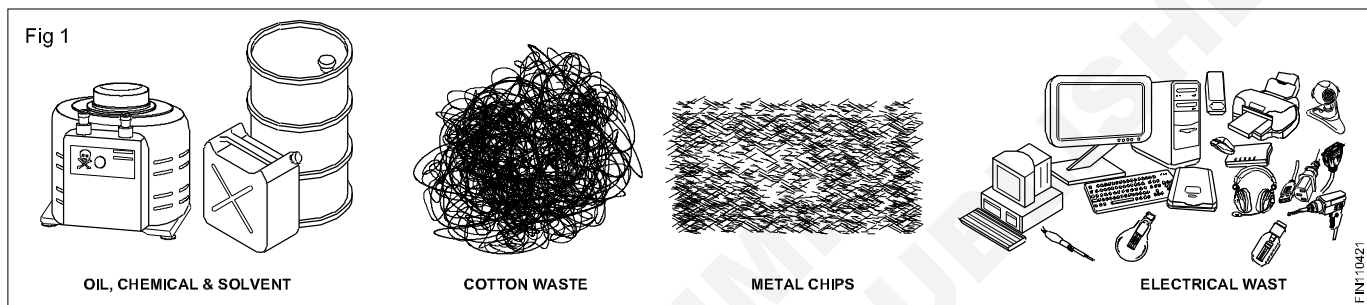 Fig 1
OIL, CHEMICAL & SOLVENT
COTTON WASTE
METAL CHIPS
ELECTRICAL WAST
FIN110421